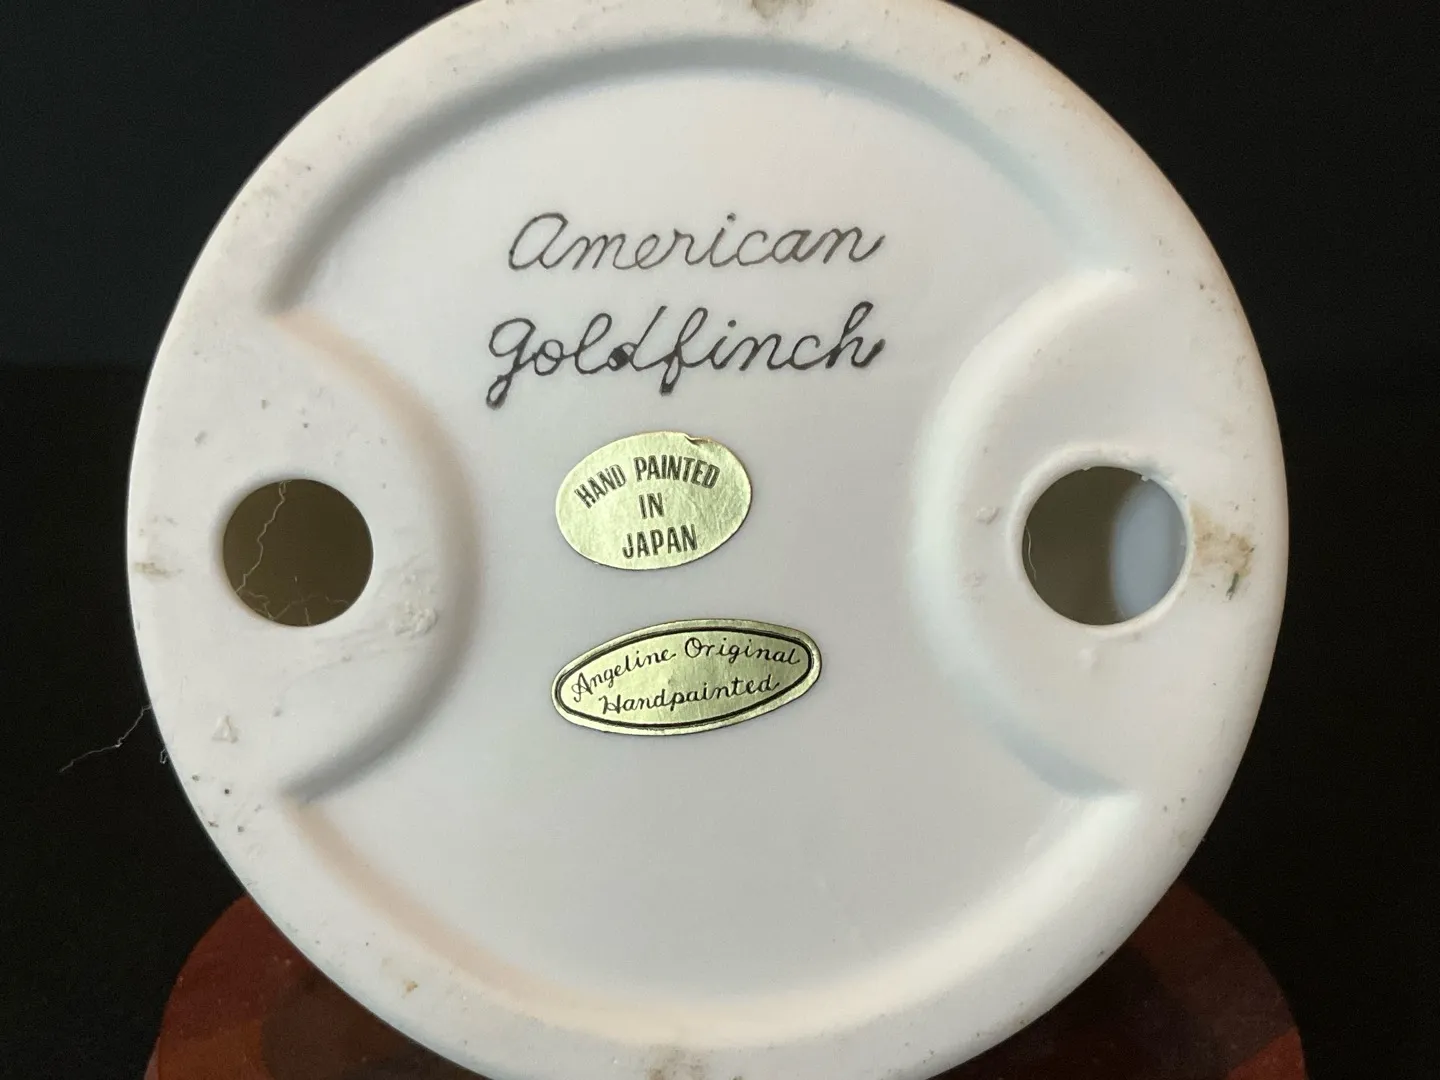 American
goldfinch
HAND PAINTED
IN
JAPAN
Angeline Original
Handpainted